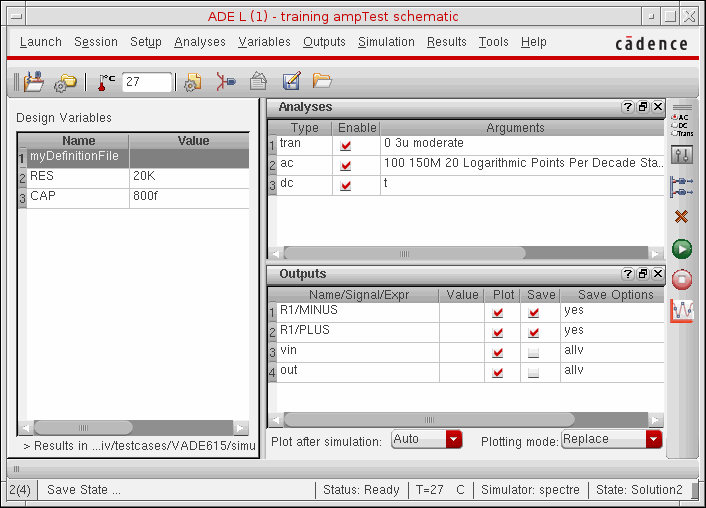 ADE L (1) - training ampTest schematic
Launch Session Setup Analyses Variables Outputs Simulation Results Tools Help cādence
°C 27
Design Variables
Name Value
1 myDefinitionFile
2 RES 20K
3 CAP 800f
> Results in ...iv/testcases/VADE615/simu
Analyses
Type Enable Arguments
1 tran 0 3u moderate
2 ac 100 150M 20 Logarithmic Points Per Decade Sta...
3 dc t
Outputs
Name/Signal/Expr Value Plot Save Save Options
1 R1/MINUS yes
2 R1/PLUS yes
3 vin allv
4 out allv
Plot after simulation: Auto Plotting mode: Replace
AC
DC
Trans
2(4) Save State ... Status: Ready T=27 C Simulator: spectre State: Solution2